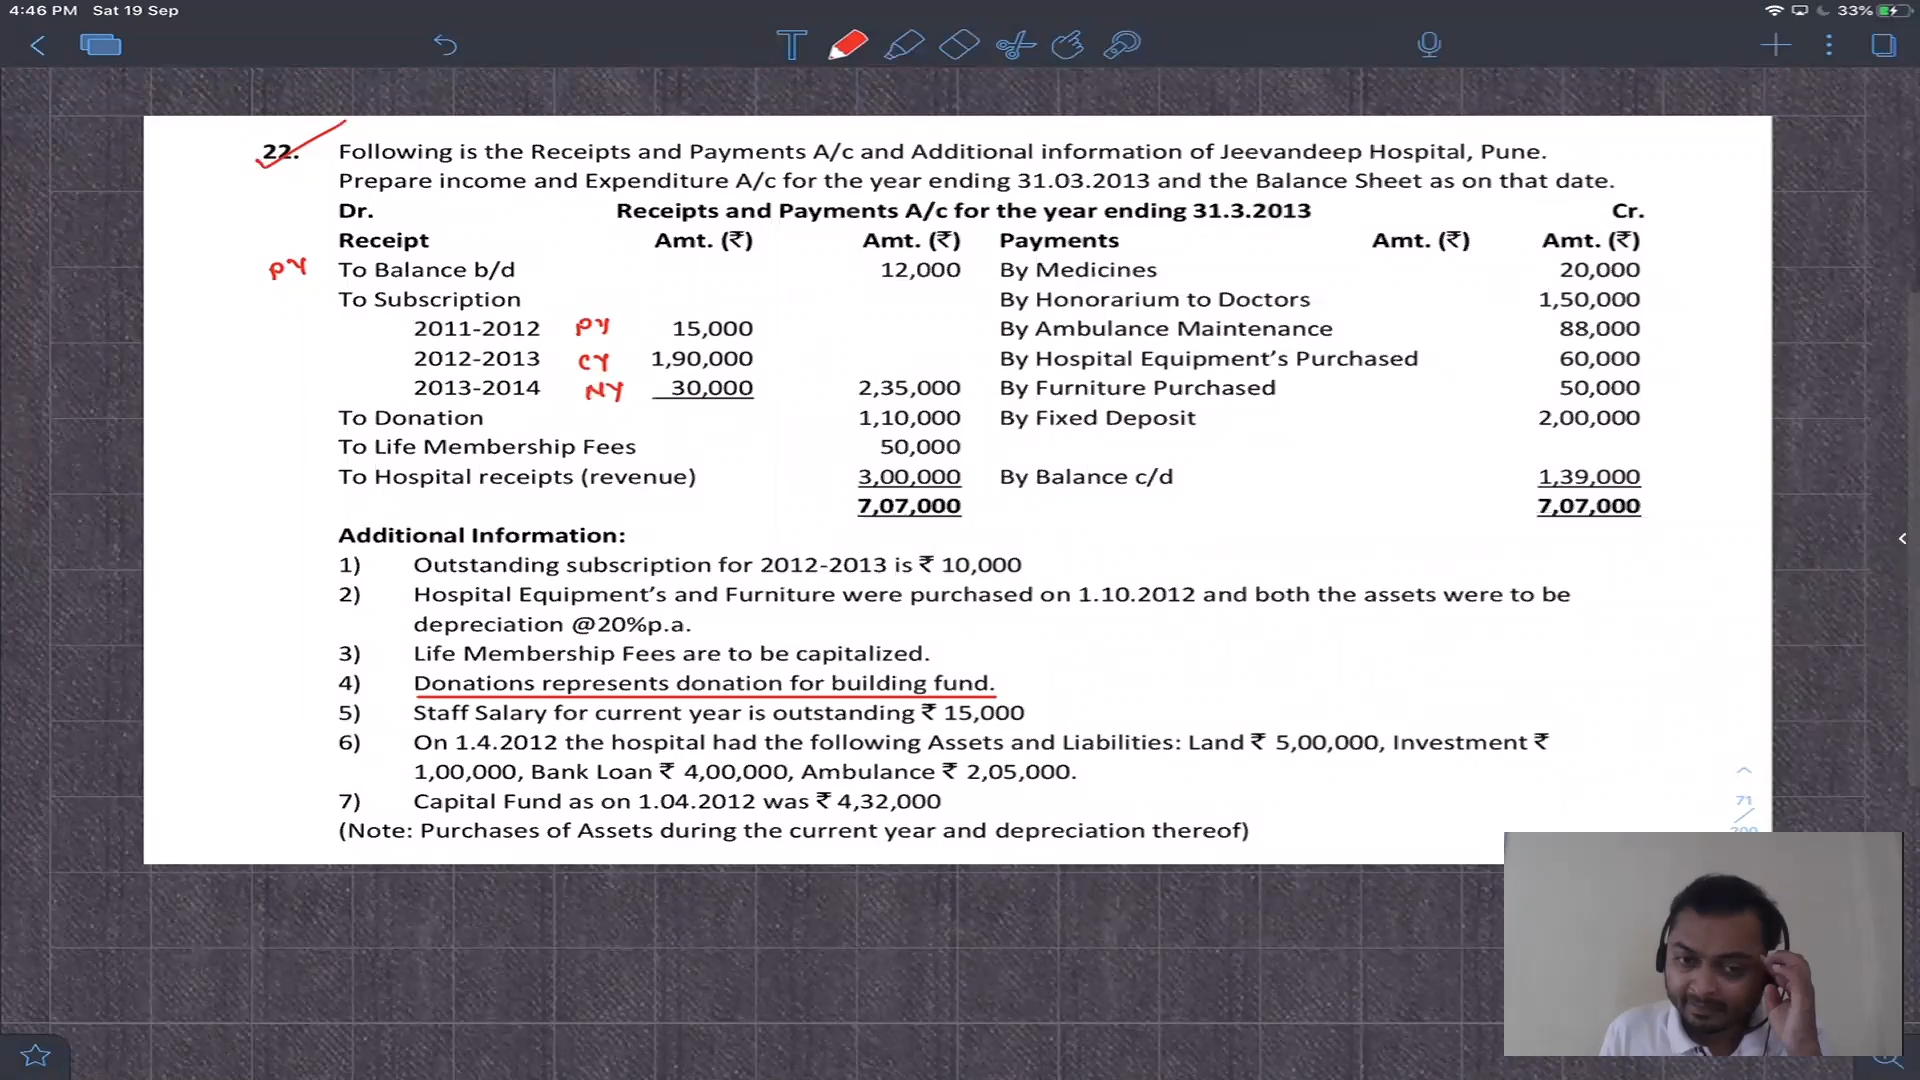 4:46 PM Sat 19 Sep 33%
22. Following is the Receipts and Payments A/c and Additional information of Jeevandeep Hospital, Pune.
Prepare income and Expenditure A/c for the year ending 31.03.2013 and the Balance Sheet as on that date.
Dr. Receipts and Payments A/c for the year ending 31.3.2013 Cr.
Receipt Amt. (₹) Amt. (₹) Payments Amt. (₹) Amt. (₹)
PY To Balance b/d 12,000 By Medicines 20,000
To Subscription By Honorarium to Doctors 1,50,000
2011-2012 PY 15,000 By Ambulance Maintenance 88,000
2012-2013 CY 1,90,000 By Hospital Equipment’s Purchased 60,000
2013-2014 NY 30,000 2,35,000 By Furniture Purchased 50,000
To Donation 1,10,000 By Fixed Deposit 2,00,000
To Life Membership Fees 50,000
To Hospital receipts (revenue) 3,00,000 By Balance c/d 1,39,000
7,07,000 7,07,000
Additional Information:
1) Outstanding subscription for 2012-2013 is ₹ 10,000
2) Hospital Equipment’s and Furniture were purchased on 1.10.2012 and both the assets were to be
depreciation @20%p.a.
3) Life Membership Fees are to be capitalized.
4) Donations represents donation for building fund.
5) Staff Salary for current year is outstanding ₹ 15,000
6) On 1.4.2012 the hospital had the following Assets and Liabilities: Land ₹ 5,00,000, Investment ₹
1,00,000, Bank Loan ₹ 4,00,000, Ambulance ₹ 2,05,000.
7) Capital Fund as on 1.04.2012 was ₹ 4,32,000
71
(Note: Purchases of Assets during the current year and depreciation thereof)